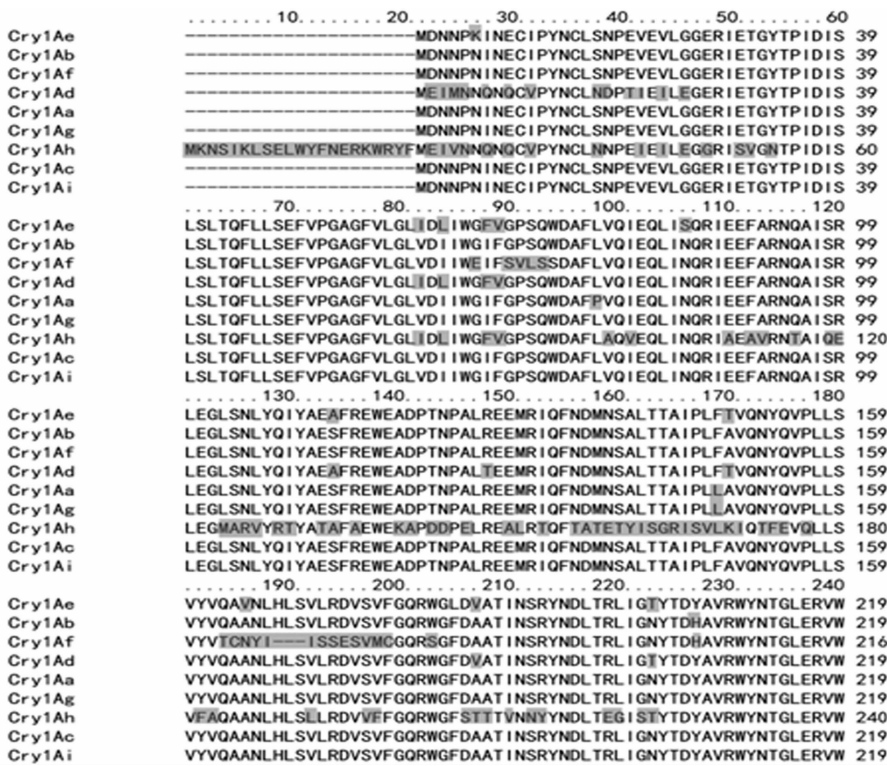 ........10........20........30........40........50........60
Cry1Ae ---------------------MDNNPKINECIPYNCLSNPEVEVLGGERIETGYTPIDIS 39
Cry1Ab ---------------------MDNNPNINECIPYNCLSNPEVEVLGGERIETGYTPIDIS 39
Cry1Af ---------------------MDNNPNINECIPYNCLSNPEVEVLGGERIETGYTPIDIS 39
Cry1Ad ---------------------MEIMNNQNQCVPYNCLNDPTIEILEGERIETGYTPIDIS 39
Cry1Aa ---------------------MDNNPNINECIPYNCLSNPEVEVLGGERIETGYTPIDIS 39
Cry1Ag ---------------------MDNNPNINECIPYNCLSNPEVEVLGGERIETGYTPIDIS 39
Cry1Ah MKNSIKLSELWYFNERKWRYFMEIVNNQNQCVPYNCLNNPEIEILEGGRISVGNTPIDIS 60
Cry1Ac ---------------------MDNNPNINECIPYNCLSNPEVEVLGGERIETGYTPIDIS 39
Cry1Ai ---------------------MDNNPNINECIPYNCLSNPEVEVLGGERIETGYTPIDIS 39
........70........80........90.......100.......110.......120
Cry1Ae LSLTQFLLSEFVPGAGFVLGLIDLIWGFVGPSQWDAFLVQIEQLISQRIEEFARNQAISR 99
Cry1Ab LSLTQFLLSEFVPGAGFVLGLVDIIWGIFGPSQWDAFLVQIEQLINQRIEEFARNQAISR 99
Cry1Af LSLTQFLLSEFVPGAGFVLGLVDIIWEIFSVLSSDAFLVQIEQLINQRIEEFARNQAISR 99
Cry1Ad LSLTQFLLSEFVPGAGFVLGLIDLIWGFVGPSQWDAFLVQIEQLINQRIEEFARNQAISR 99
Cry1Aa LSLTQFLLSEFVPGAGFVLGLVDIIWGIFGPSQWDAFPVQIEQLINQRIEEFARNQAISR 99
Cry1Ag LSLTQFLLSEFVPGAGFVLGLVDIIWGIFGPSQWDAFLVQIEQLINQRIEEFARNQAISR 99
Cry1Ah LSLTQFLLSEFVPGAGFVLGLIDLIWGFVGPSQWDAFLAQVEQLINQRIAEAVRNTAIQE 120
Cry1Ac LSLTQFLLSEFVPGAGFVLGLVDIIWGIFGPSQWDAFLVQIEQLINQRIEEFARNQAISR 99
Cry1Ai LSLTQFLLSEFVPGAGFVLGLVDIIWGIFGPSQWDAFLVQIEQLINQRIEEFARNQAISR 99
.......130.......140.......150.......160.......170.......180
Cry1Ae LEGLSNLYQIYAEAFREWEADPTNPALREEMRIQFNDMNSALTTAIPLFTVQNYQVPLLS 159
Cry1Ab LEGLSNLYQIYAESFREWEADPTNPALREEMRIQFNDMNSALTTAIPLFAVQNYQVPLLS 159
Cry1Af LEGLSNLYQIYAESFREWEADPTNPALREEMRIQFNDMNSALTTAIPLFAVQNYQVPLLS 159
Cry1Ad LEGLSNLYQIYAEAFREWEADPTNPALTEEMRIQFNDMNSALTTAIPLFTVQNYQVPLLS 159
Cry1Aa LEGLSNLYQIYAESFREWEADPTNPALREEMRIQFNDMNSALTTAIPLLAVQNYQVPLLS 159
Cry1Ag LEGLSNLYQIYAESFREWEADPTNPALREEMRIQFNDMNSALTTAIPLLAVQNYQVPLLS 159
Cry1Ah LEGMARVYRTYATAFAEWEKAPDDPELREALRTQFTATETYISGRISVLKIQTFEVQLLS 180
Cry1Ac LEGLSNLYQIYAESFREWEADPTNPALREEMRIQFNDMNSALTTAIPLFAVQNYQVPLLS 159
Cry1Ai LEGLSNLYQIYAESFREWEADPTNPALREEMRIQFNDMNSALTTAIPLFAVQNYQVPLLS 159
.......190.......200.......210.......220.......230.......240
Cry1Ae VYVQAVNLHLSVLRDVSVFGQRWGLDVATINSRYNDLTRLIGTYTDYAVRWYNTGLERVW 219
Cry1Ab VYVQAANLHLSVLRDVSVFGQRWGFDAATINSRYNDLTRLIGNYTDHAVRWYNTGLERVW 219
Cry1Af VYVTCNYI---ISSESVMCGQRSGFDAATINSRYNDLTRLIGNYTDHAVRWYNTGLERVW 216
Cry1Ad VYVQAANLHLSVLRDVSVFGQRWGFDVATINSRYNDLTRLIGTYTDYAVRWYNTGLERVW 219
Cry1Aa VYVQAANLHLSVLRDVSVFGQRWGFDAATINSRYNDLTRLIGNYTDYAVRWYNTGLERVW 219
Cry1Ag VYVQAANLHLSVLRDVSVFGQRWGFDAATINSRYNDLTRLIGNYTDYAVRWYNTGLERVW 219
Cry1Ah VFAQAANLHLSLLRDVVFFGQRWGFSTTTVNNYYNDLTEGISTYTDYAVRWYNTGLERVW 240
Cry1Ac VYVQAANLHLSVLRDVSVFGQRWGFDAATINSRYNDLTRLIGNYTDYAVRWYNTGLERVW 219
Cry1Ai VYVQAANLHLSVLRDVSVFGQRWGFDAATINSRYNDLTRLIGNYTDYAVRWYNTGLERVW 219